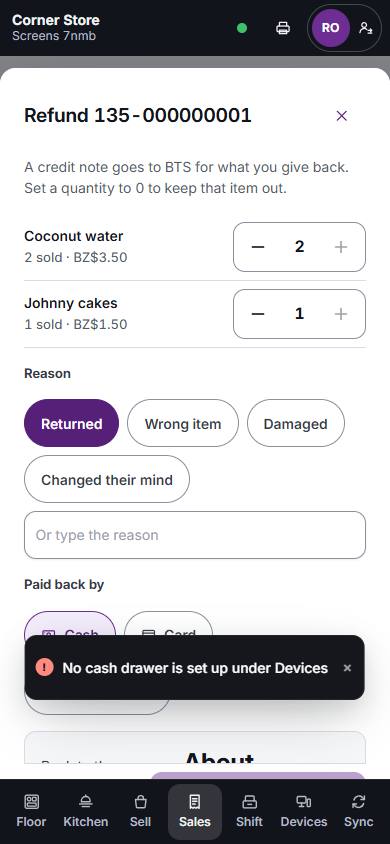 Corner Store
Screens 7nmb
RO
Refund 135-000000001
A credit note goes to BTS for what you give back.
Set a quantity to 0 to keep that item out.
Coconut water
2 sold · BZ$3.50
− 2 +
Johnny cakes
1 sold · BZ$1.50
− 1 +
Reason
Returned
Wrong item
Damaged
Changed their mind
Or type the reason
Paid back by
Cash
Card
! No cash drawer is set up under Devices ×
About
Floor
Kitchen
Sell
Sales
Shift
Devices
Sync